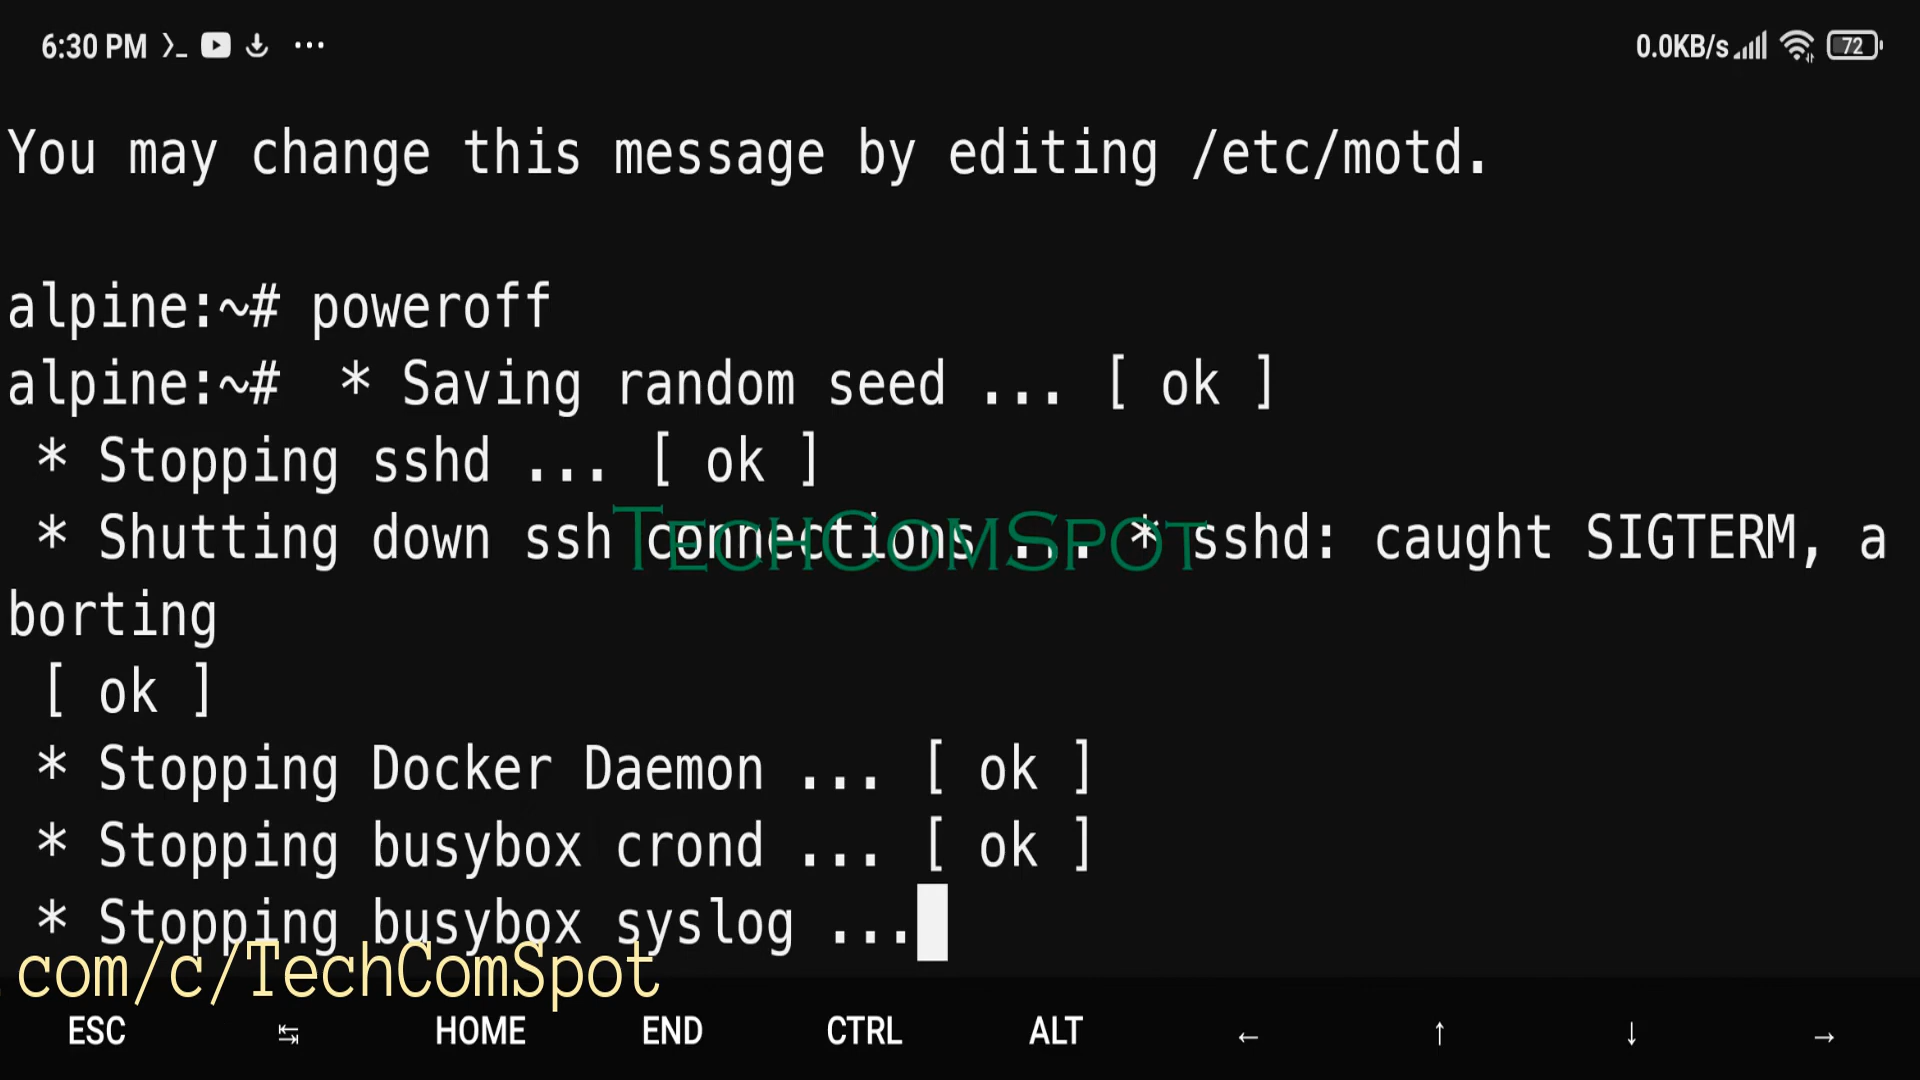 6:30 PM ...
0.0KB/s 72
You may change this message by editing /etc/motd.
alpine:~# poweroff
alpine:~#  * Saving random seed ... [ ok ]
 * Stopping sshd ... [ ok ]
 * Shutting down ssh connections ... * sshd: caught SIGTERM, a
borting
 [ ok ]
TECHCOMSPOT
 * Stopping Docker Daemon ... [ ok ]
 * Stopping busybox crond ... [ ok ]
 * Stopping busybox syslog ...
com/c/TechComSpot
ESC ↹ HOME END CTRL ALT ← ↑ ↓ →